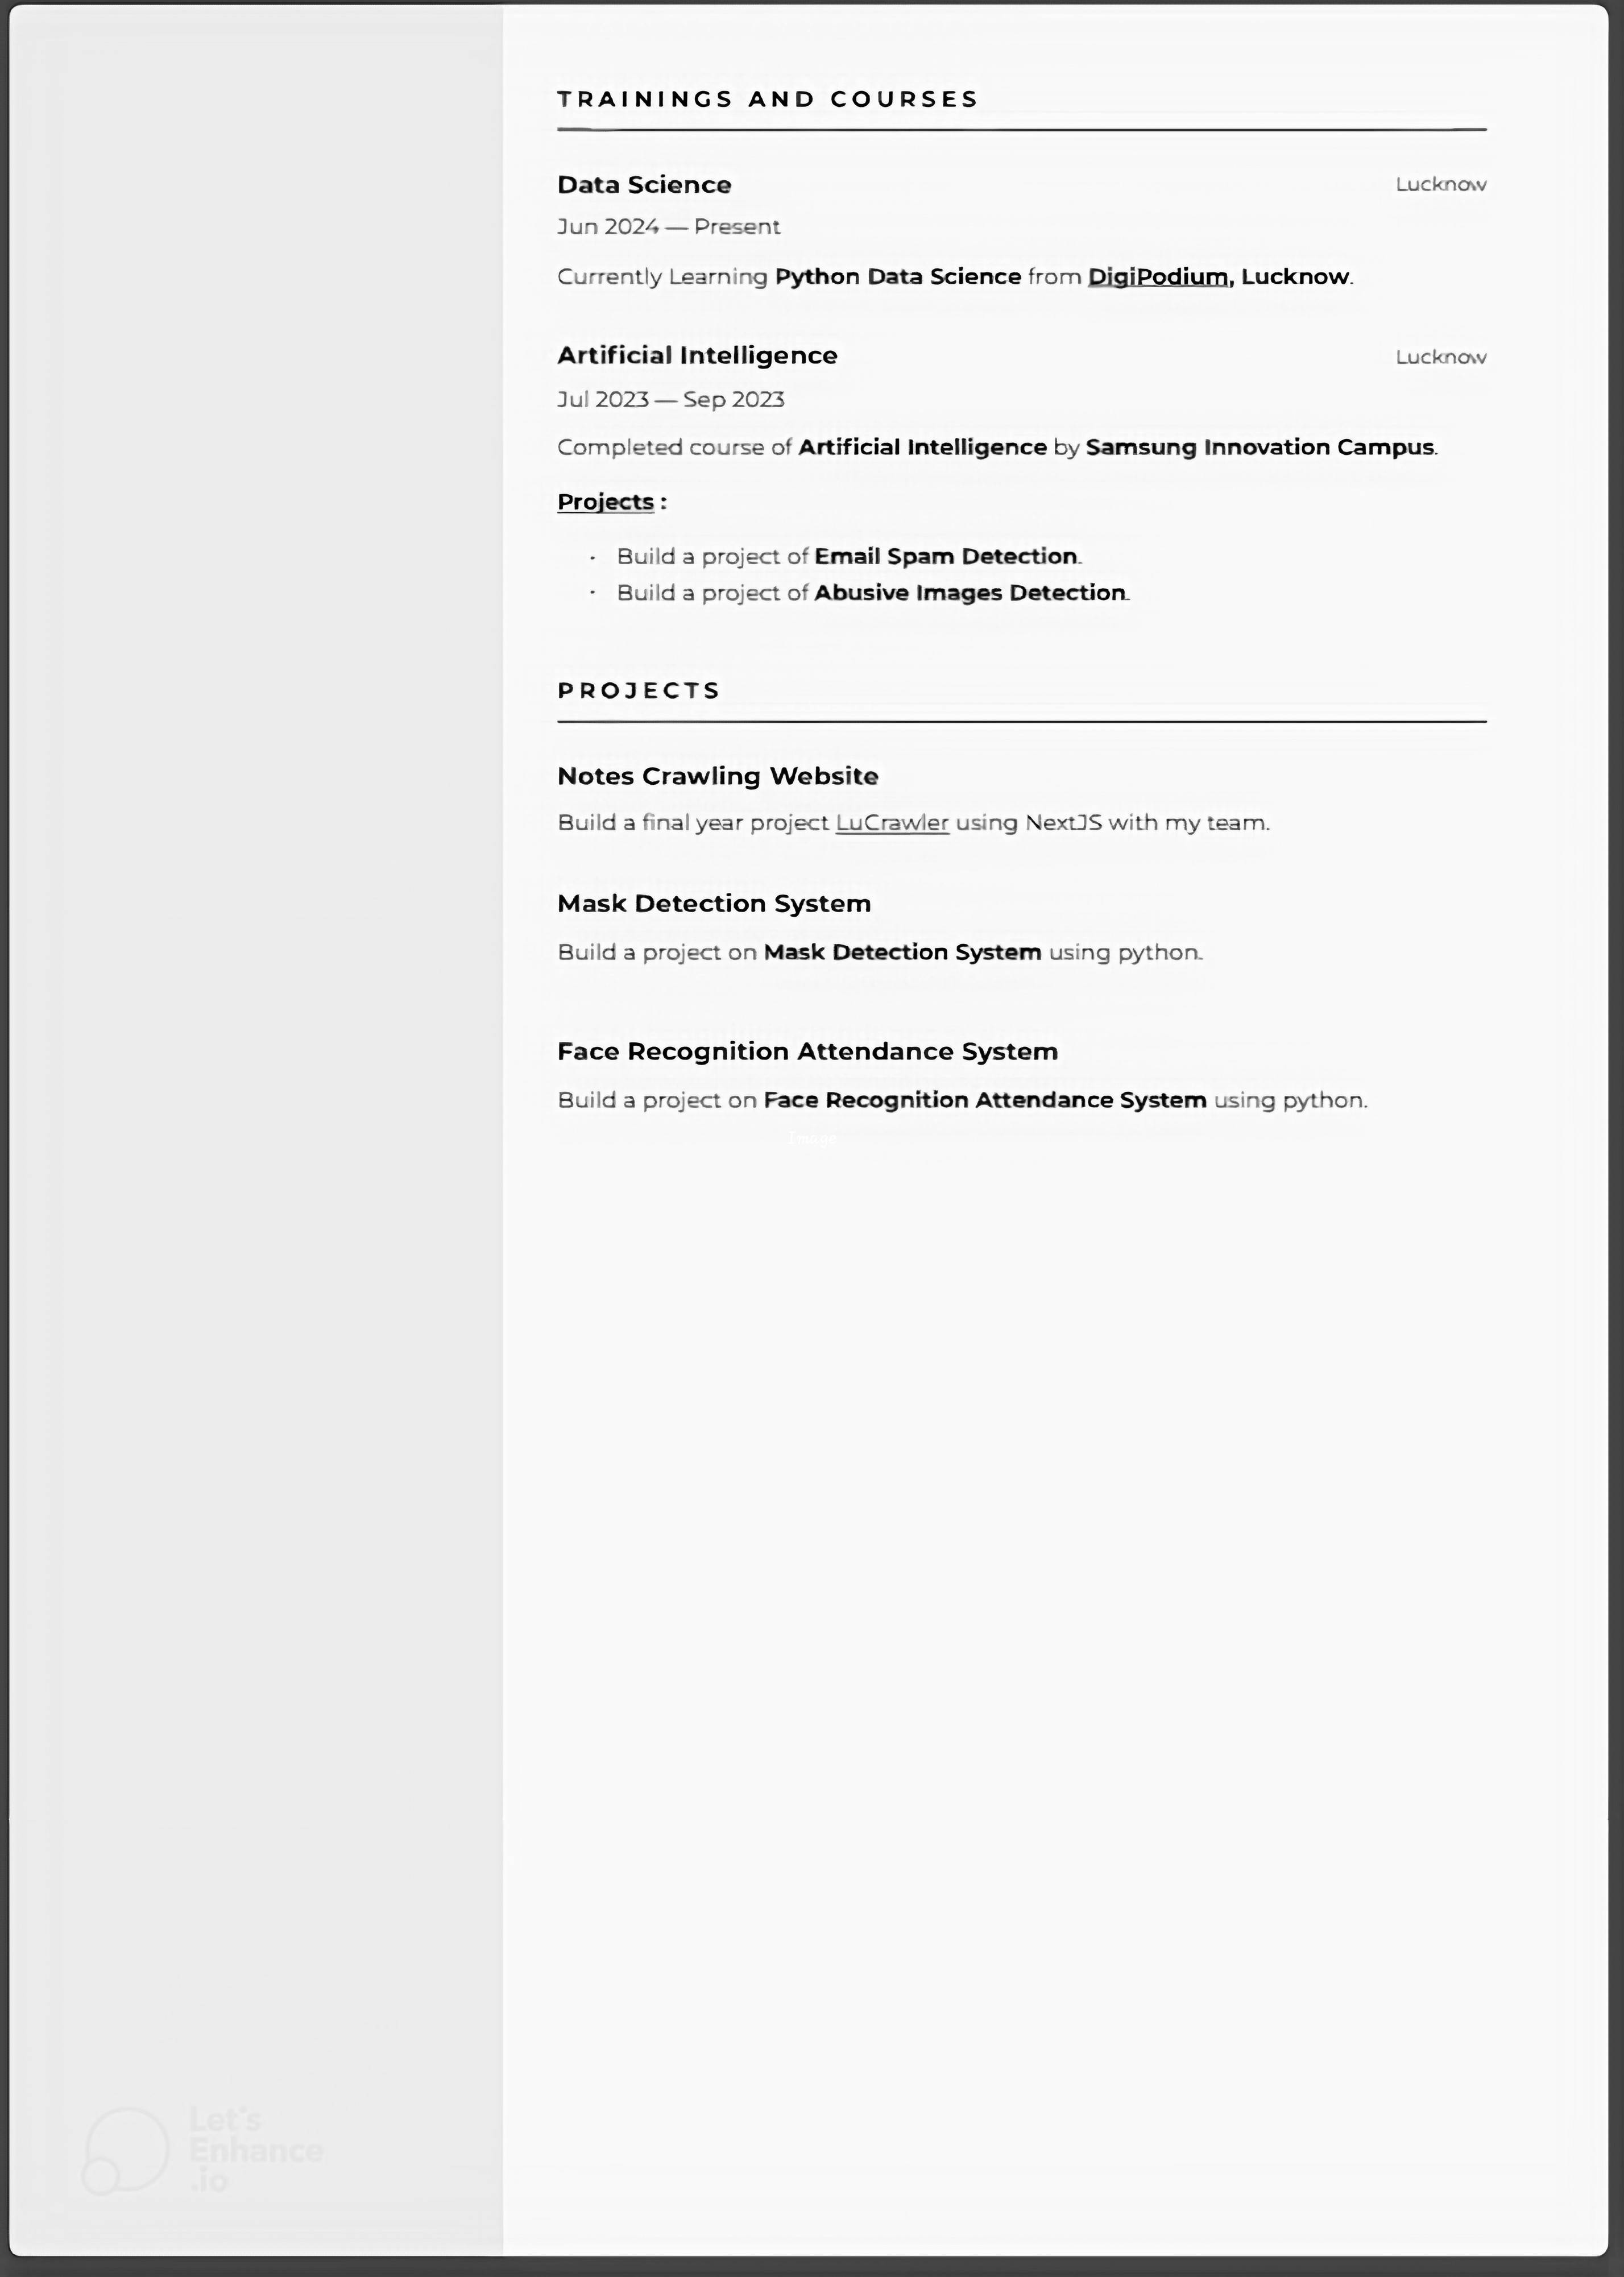 TRAININGS AND COURSES
Data Science Lucknow
Jun 2024 — Present
Currently Learning Python Data Science from DigiPodium, Lucknow.
Artificial Intelligence Lucknow
Jul 2023 — Sep 2023
Completed course of Artificial Intelligence by Samsung Innovation Campus.
Projects :
· Build a project of Email Spam Detection.
· Build a project of Abusive Images Detection.
PROJECTS
Notes Crawling Website
Build a final year project LuCrawler using NextJS with my team.
Mask Detection System
Build a project on Mask Detection System using python.
Face Recognition Attendance System
Build a project on Face Recognition Attendance System using python.
Image
Let's
Enhance
.io